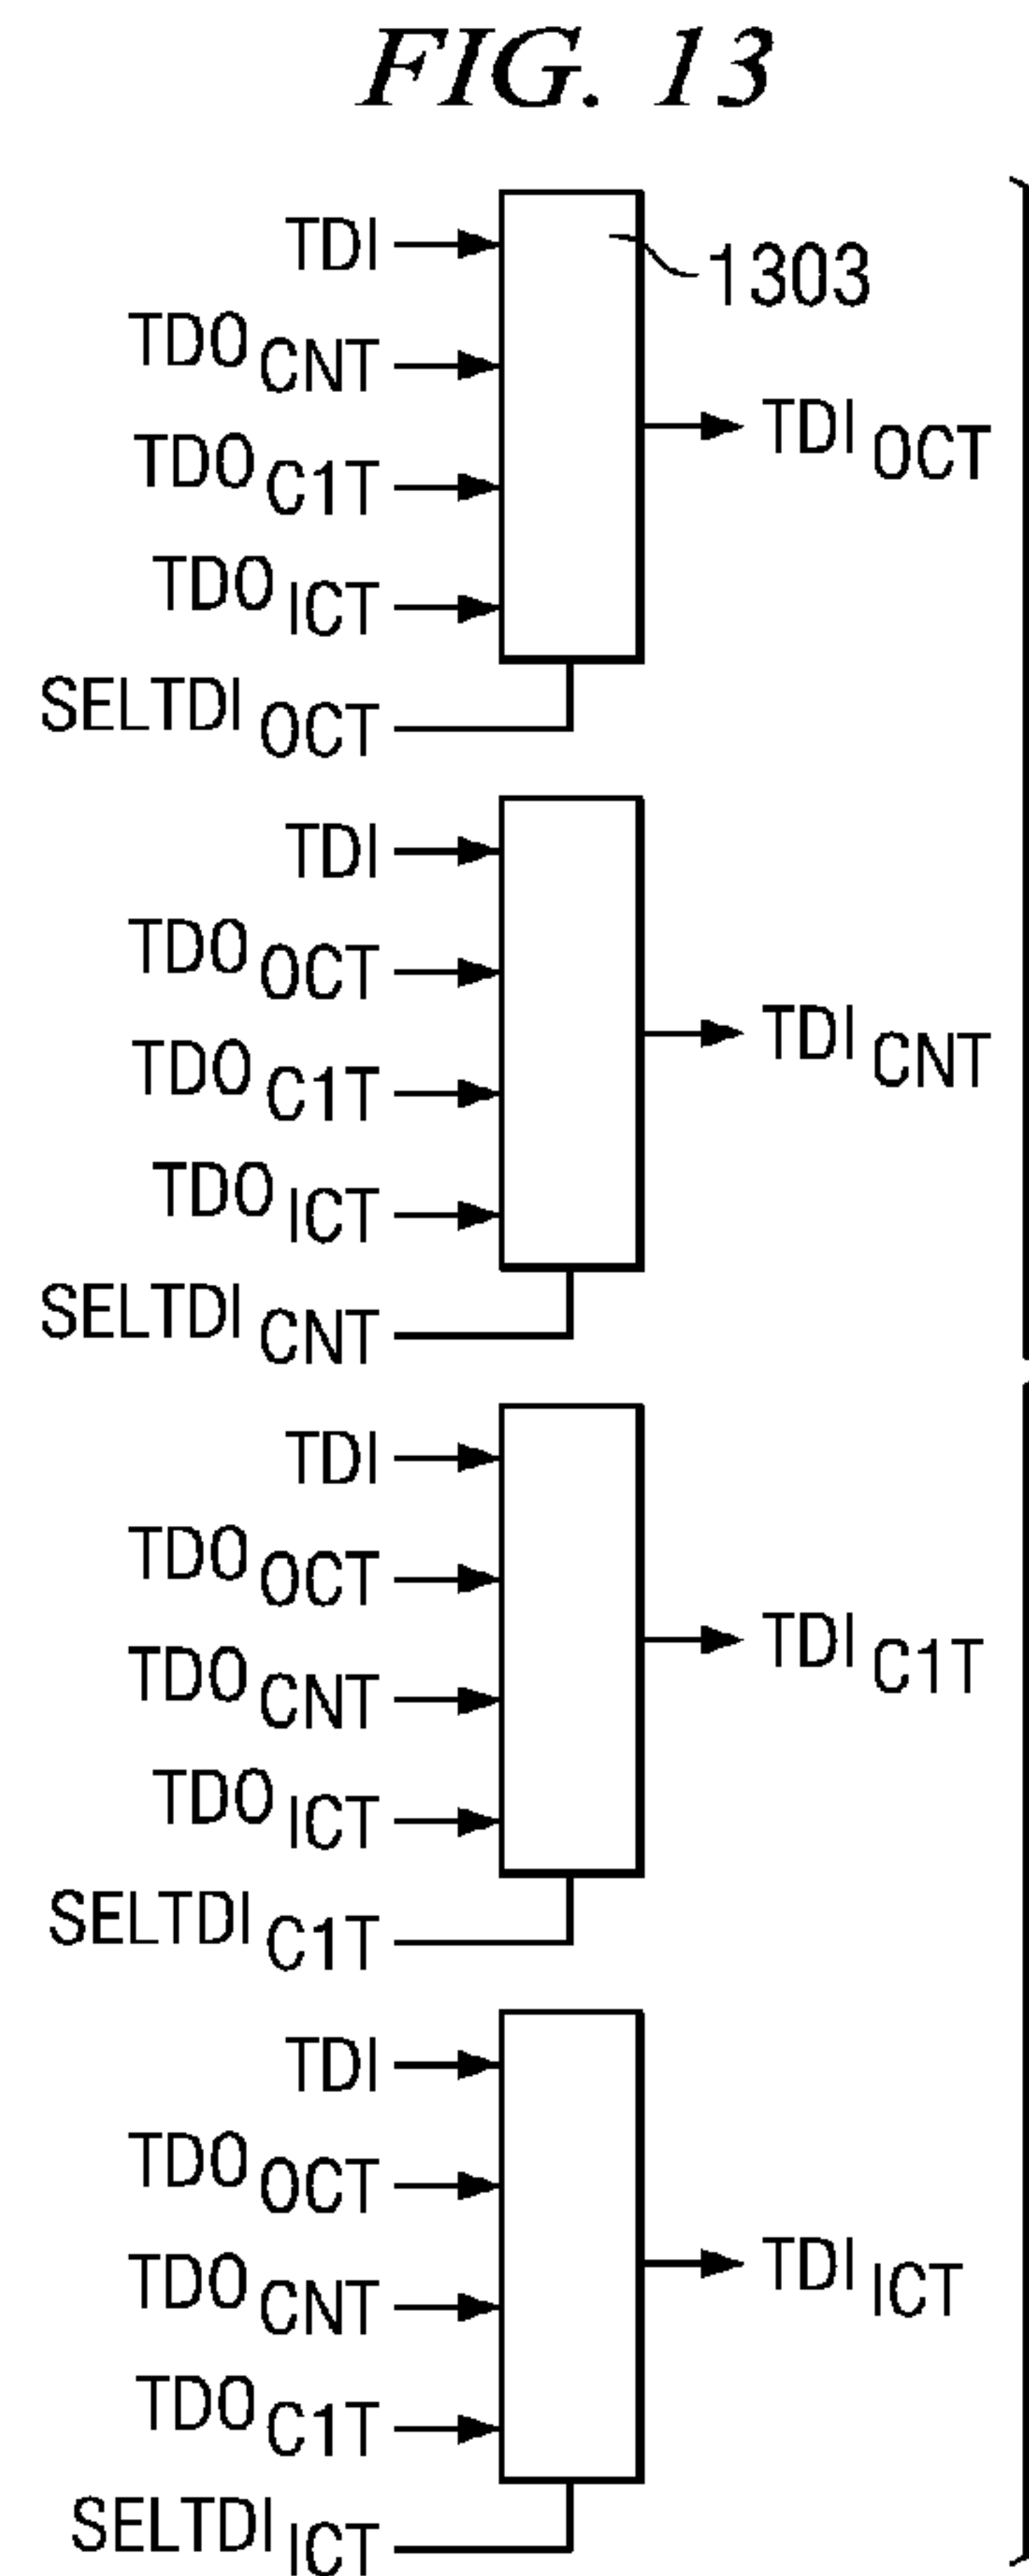 FIG. 13
TDI
1303
TDO CNT
TDO C1T
TDI OCT
TDO ICT
SELTDI OCT
TDI
TDO OCT
TDO C1T
TDI CNT
TDO ICT
SELTDI CNT
TDI
TDO OCT
TDO CNT
TDI C1T
TDO ICT
SELTDI C1T
TDI
TDO OCT
TDO CNT
TDI ICT
TDO C1T
SELTDI ICT